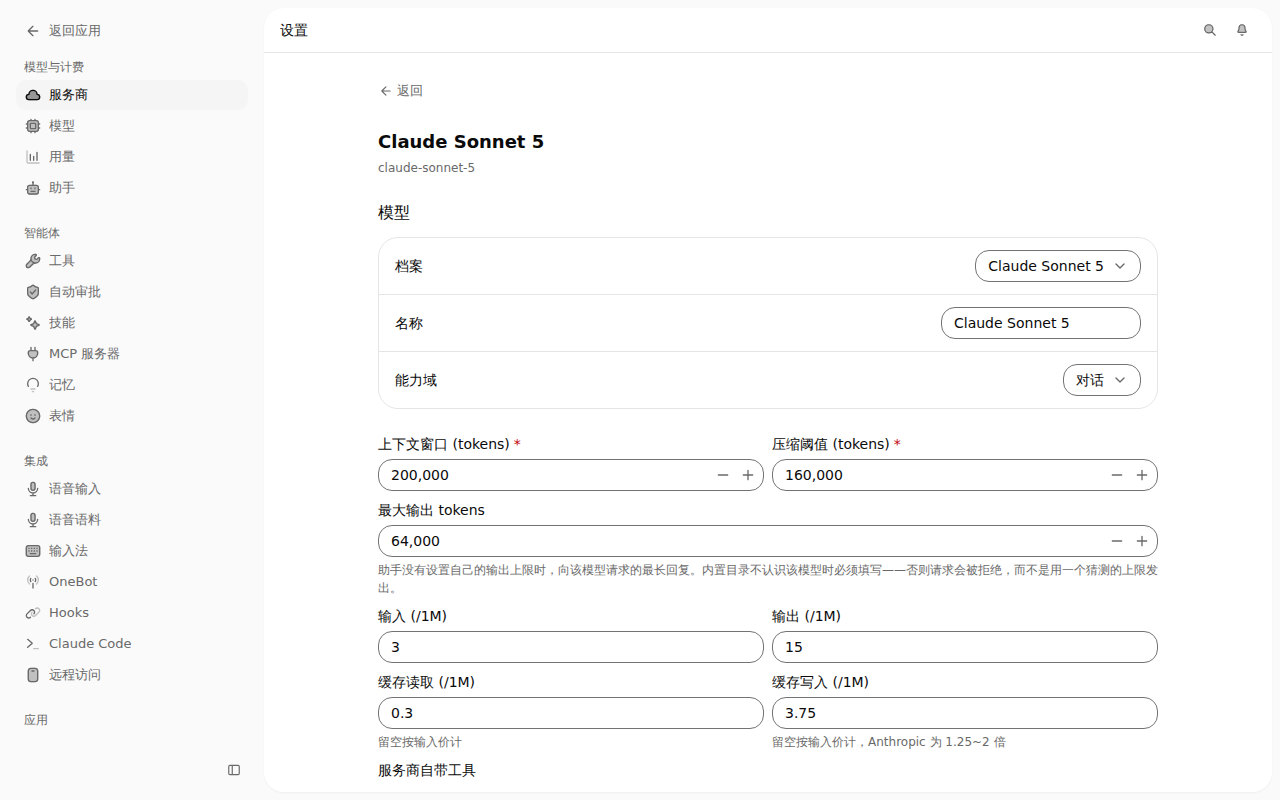 返回应用
模型与计费
服务商
模型
用量
助手
智能体
工具
自动审批
技能
MCP 服务器
记忆
表情
集成
语音输入
语音语料
输入法
OneBot
Hooks
Claude Code
远程访问
应用
设置
返回
Claude Sonnet 5
claude-sonnet-5
模型
档案
Claude Sonnet 5
名称
Claude Sonnet 5
能力域
对话
上下文窗口 (tokens) *
压缩阈值 (tokens) *
200,000
160,000
最大输出 tokens
64,000
助手没有设置自己的输出上限时，向该模型请求的最长回复。内置目录不认识该模型时必须填写——否则请求会被拒绝，而不是用一个猜测的上限发
出。
输入 (/1M)
输出 (/1M)
3
15
缓存读取 (/1M)
缓存写入 (/1M)
0.3
3.75
留空按输入价计
留空按输入价计，Anthropic 为 1.25~2 倍
服务商自带工具